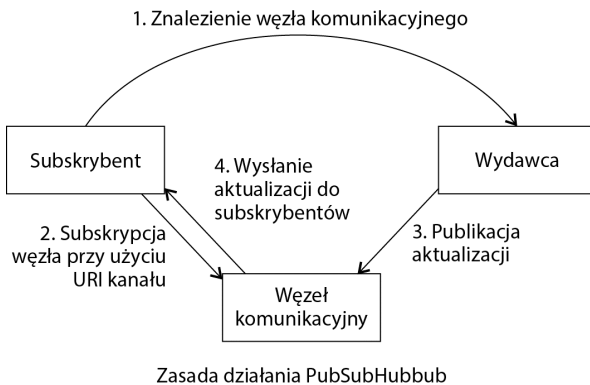 1. Znalezienie węzła komunikacyjnego
Subskrybent
Wydawca
4. Wysłanie
aktualizacji do
subskrybentów
2. Subskrypcja
węzła przy użyciu
URI kanału
3. Publikacja
aktualizacji
Węzeł
komunikacyjny
Zasada działania PubSubHubbub